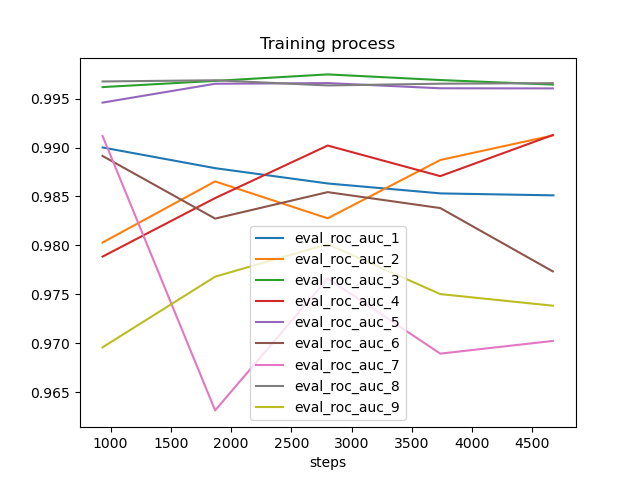 Training process
0.995
0.990
0.985
0.980
0.975
0.970
0.965
eval_roc_auc_1
eval_roc_auc_2
eval_roc_auc_3
eval_roc_auc_4
eval_roc_auc_5
eval_roc_auc_6
eval_roc_auc_7
eval_roc_auc_8
eval_roc_auc_9
1000 1500 2000 2500 3000 3500 4000 4500
steps